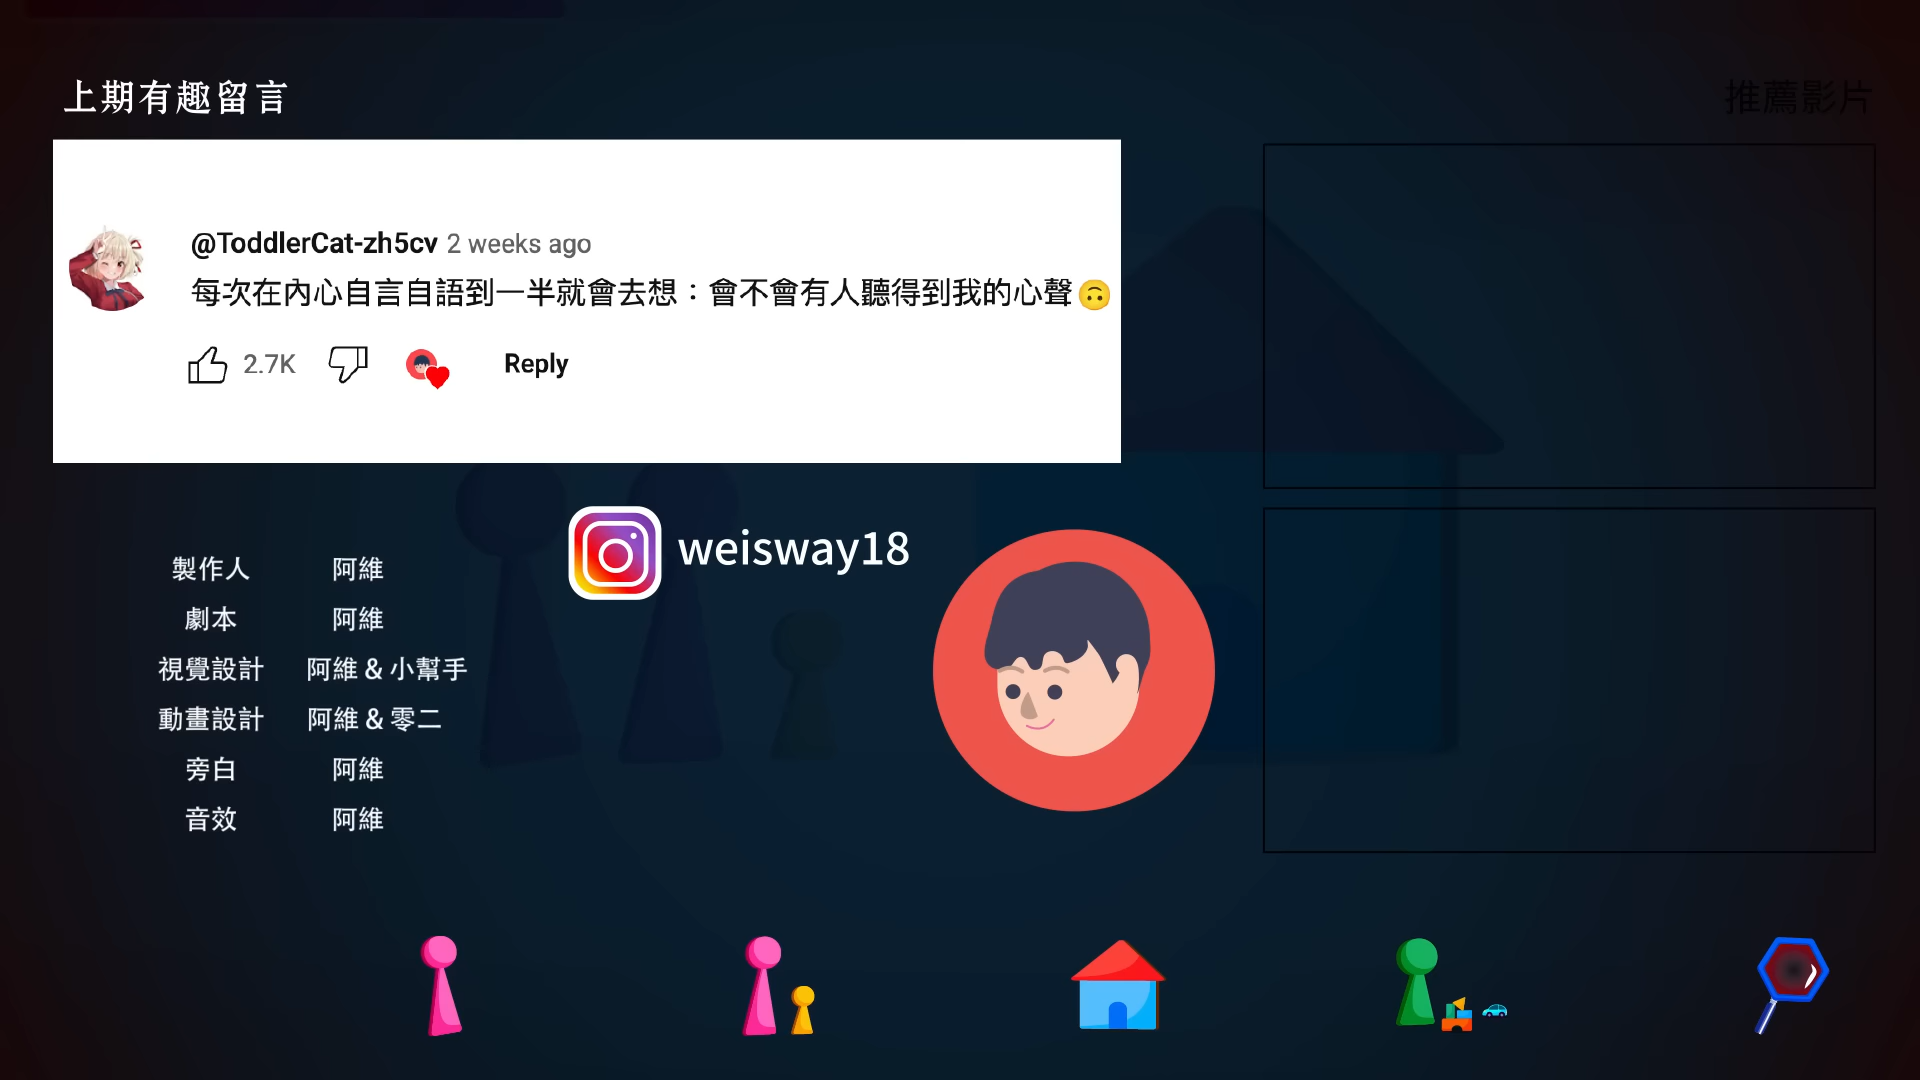 上期有趣留言
推薦影片
@ToddlerCat-zh5cv 2 weeks ago
每次在內心自言自語到一半就會去想：會不會有人聽得到我的心聲🙃
2.7K Reply
weisway18
製作人 阿維
劇本 阿維
視覺設計 阿維 & 小幫手
動畫設計 阿維 & 零二
旁白 阿維
音效 阿維